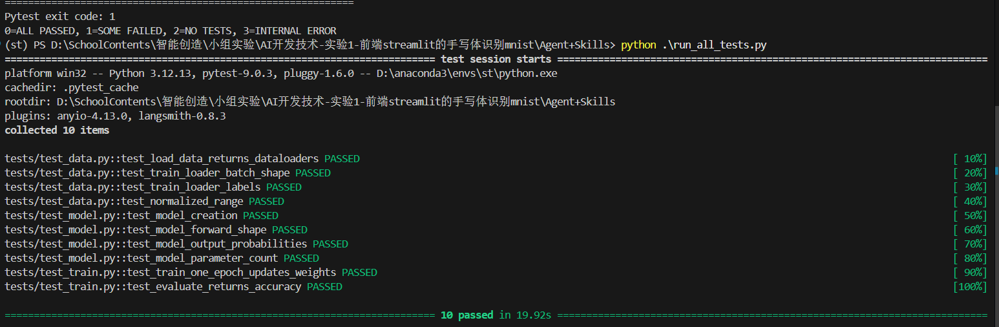 ============================================================
Pytest exit code: 1
0=ALL PASSED, 1=SOME FAILED, 2=NO TESTS, 3=INTERNAL ERROR
(st) PS D:\SchoolContents\智能创造\小组实验\AI开发技术-实验1-前端streamlit的手写体识别mnist\Agent+Skills> python .\run_all_tests.py
========================================================================== test session starts ==========================================================================
platform win32 -- Python 3.12.13, pytest-9.0.3, pluggy-1.6.0 -- D:\anaconda3\envs\st\python.exe
cachedir: .pytest_cache
rootdir: D:\SchoolContents\智能创造\小组实验\AI开发技术-实验1-前端streamlit的手写体识别mnist\Agent+Skills
plugins: anyio-4.13.0, langsmith-0.8.3
collected 10 items
tests/test_data.py::test_load_data_returns_dataloaders PASSED [ 10%]
tests/test_data.py::test_train_loader_batch_shape PASSED [ 20%]
tests/test_data.py::test_train_loader_labels PASSED [ 30%]
tests/test_data.py::test_normalized_range PASSED [ 40%]
tests/test_model.py::test_model_creation PASSED [ 50%]
tests/test_model.py::test_model_forward_shape PASSED [ 60%]
tests/test_model.py::test_model_output_probabilities PASSED [ 70%]
tests/test_model.py::test_model_parameter_count PASSED [ 80%]
tests/test_train.py::test_train_one_epoch_updates_weights PASSED [ 90%]
tests/test_train.py::test_evaluate_returns_accuracy PASSED [100%]
========================================================================== 10 passed in 19.92s ==========================================================================